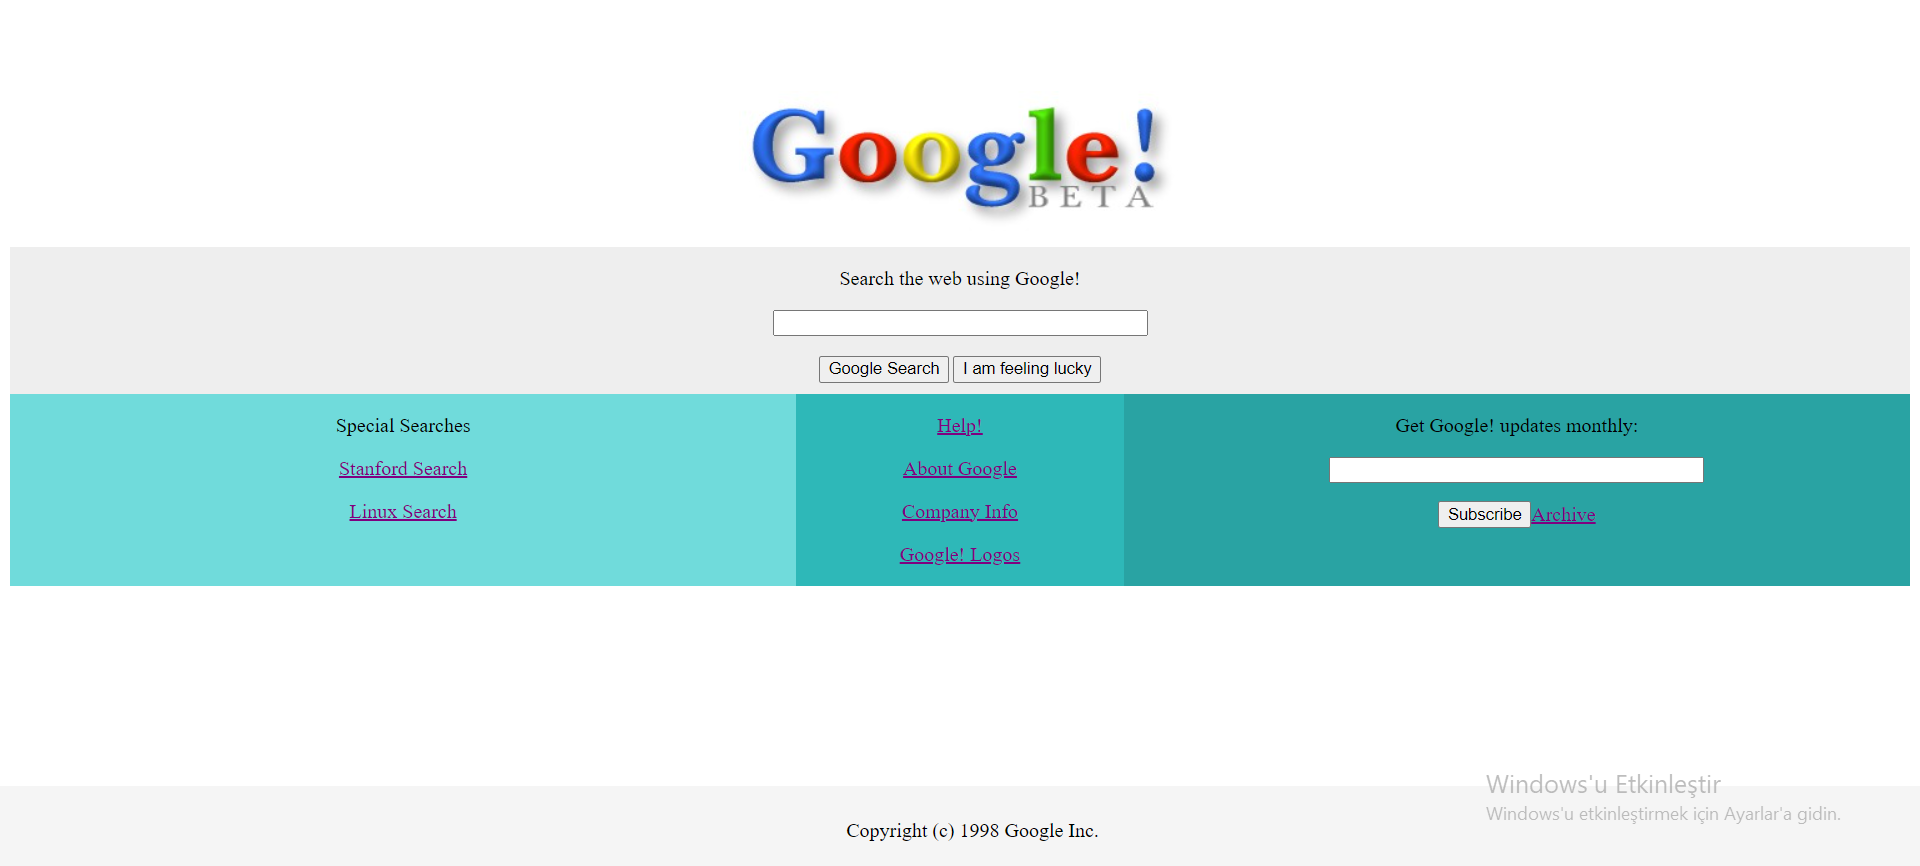 Google!
BETA
Search the web using Google!
Google Search I am feeling lucky
Special Searches
Stanford Search
Linux Search
Help!
About Google
Company Info
Google! Logos
Get Google! updates monthly:
Subscribe Archive
Windows'u Etkinleştir
Windows'u etkinleştirmek için Ayarlar'a gidin.
Copyright (c) 1998 Google Inc.